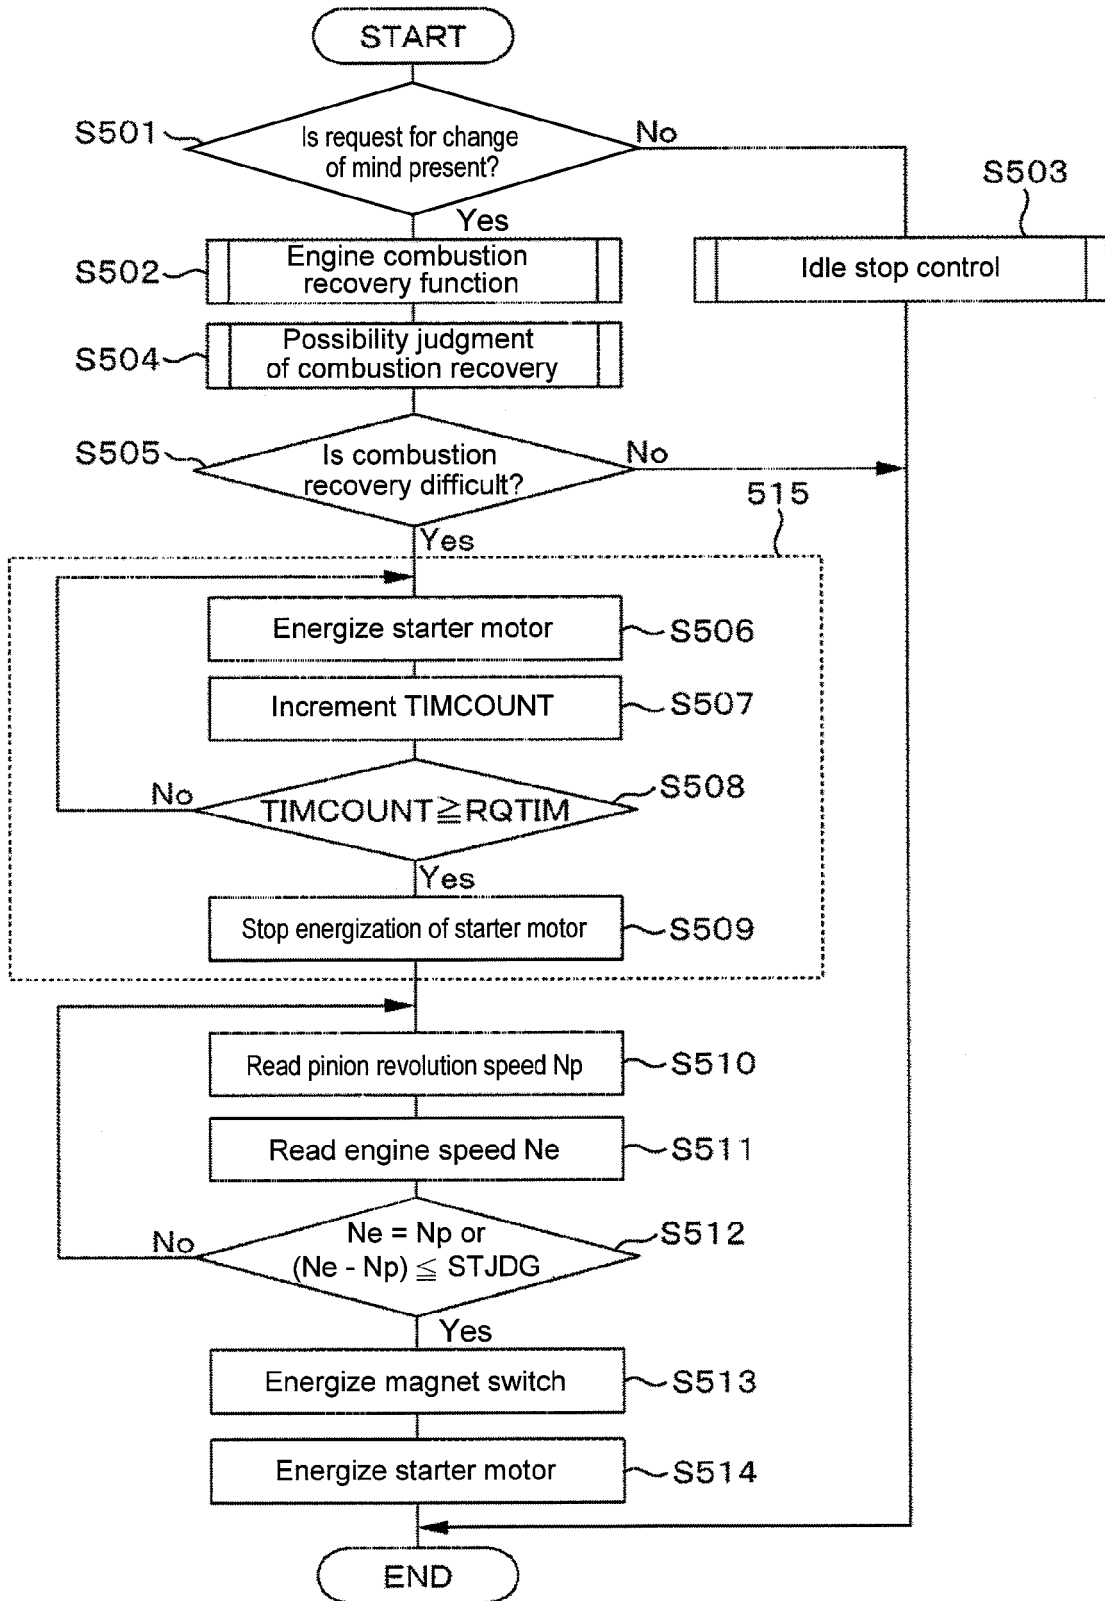 START
S501
Is request for change
of mind present?
No
Yes
S503
S502
Engine combustion
recovery function
Idle stop control
S504
Possibility judgment
of combustion recovery
S505
Is combustion
recovery difficult?
No
Yes
515
Energize starter motor
S506
Increment TIMCOUNT
S507
No
TIMCOUNT≧RQTIM
S508
Yes
Stop energization of starter motor
S509
Read pinion revolution speed Np
S510
Read engine speed Ne
S511
No
Ne = Np or
(Ne - Np) ≦ STJDG
S512
Yes
Energize magnet switch
S513
Energize starter motor
S514
END